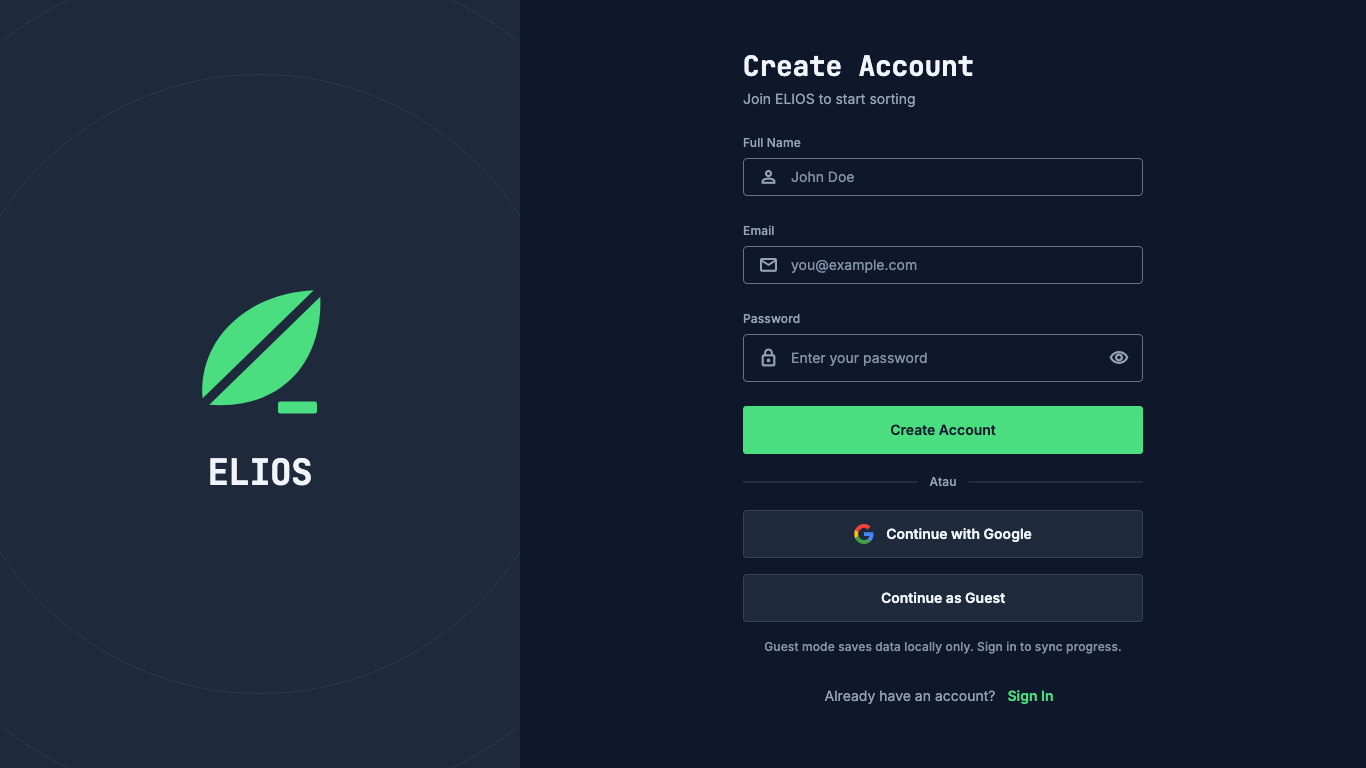 ELIOS
Create Account
Join ELIOS to start sorting
Full Name
John Doe
Email
you@example.com
Password
Enter your password
Create Account
Atau
Continue with Google
Continue as Guest
Guest mode saves data locally only. Sign in to sync progress.
Already have an account? Sign In